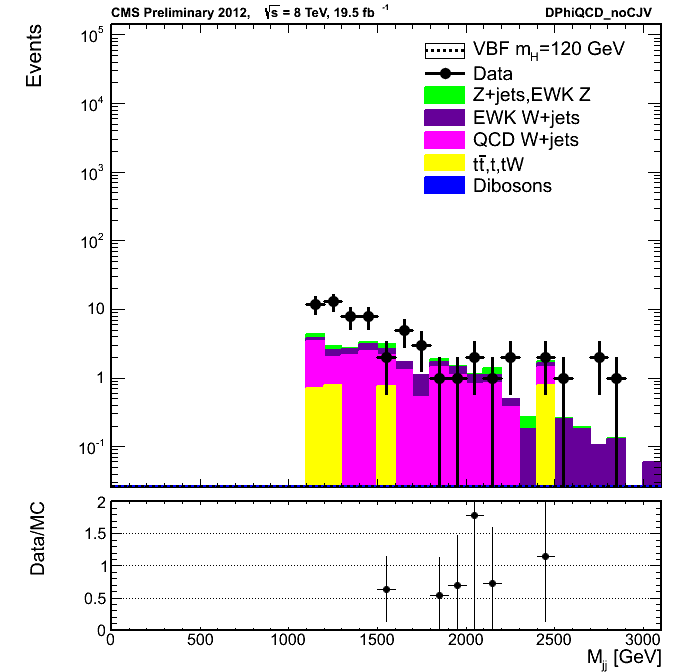 CMS Preliminary 2012, √s = 8 TeV, 19.5 fb⁻¹ DPhiQCD_noCJV
Events
10⁵
10⁴
10³
10²
10
1
10⁻¹
VBF m_H=120 GeV
Data
Z+jets,EWK Z
EWK W+jets
QCD W+jets
tt̄,t,tW
Dibosons
Data/MC
2
1.5
1
0.5
0
0 500 1000 1500 2000 2500 3000
M_jj [GeV]